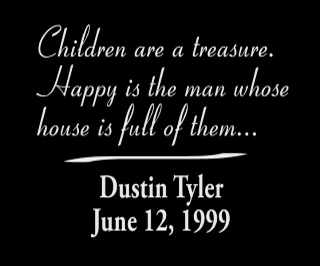 Children are a treasure.
Happy is the man whose
house is full of them...
Dustin Tyler
June 12, 1999